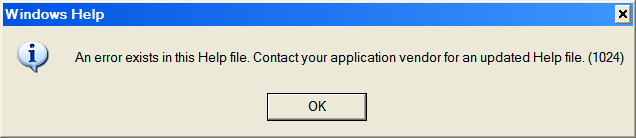 Windows Help
An error exists in this Help file. Contact your application vendor for an updated Help file. (1024)
OK